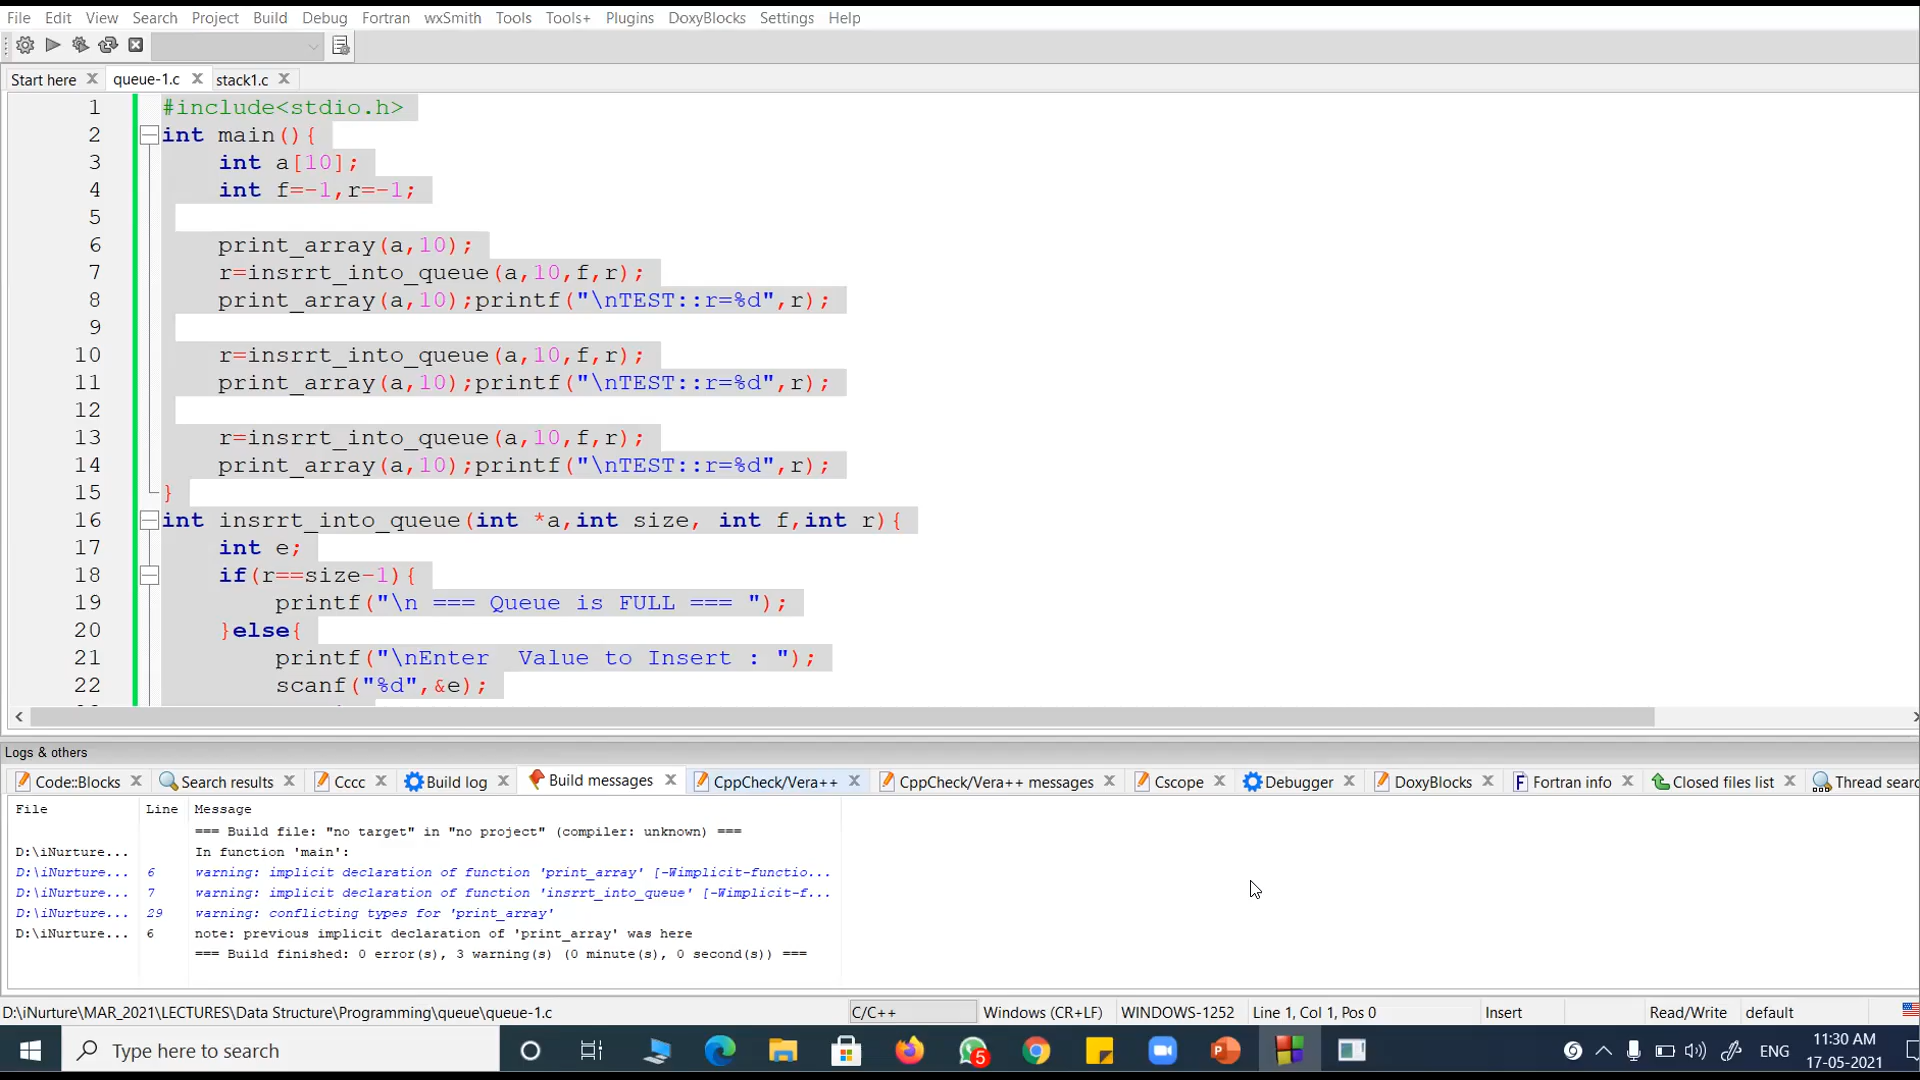 File Edit View Search Project Build Debug Fortran wxSmith Tools Tools+ Plugins DoxyBlocks Settings Help
Start here queue-1.c stack1.c
1 #include<stdio.h>
2 int main(){
3 int a[10];
4 int f=-1,r=-1;
5
6 print_array(a,10);
7 r=insrrt_into_queue(a,10,f,r);
8 print_array(a,10);printf("\nTEST::r=%d",r);
9
10 r=insrrt_into_queue(a,10,f,r);
11 print_array(a,10);printf("\nTEST::r=%d",r);
12
13 r=insrrt_into_queue(a,10,f,r);
14 print_array(a,10);printf("\nTEST::r=%d",r);
15 }
16 int insrrt_into_queue(int *a,int size, int f,int r){
17 int e;
18 if(r==size-1){
19 printf("\n === Queue is FULL === ");
20 }else{
21 printf("\nEnter  Value to Insert : ");
22 scanf("%d",&e);
Logs & others
Code::Blocks Search results Cccc Build log Build messages CppCheck/Vera++ CppCheck/Vera++ messages Cscope Debugger DoxyBlocks Fortran info Closed files list Thread searc
File Line Message
=== Build file: "no target" in "no project" (compiler: unknown) ===
D:\iNurture... In function 'main':
D:\iNurture... 6 warning: implicit declaration of function 'print_array' [-Wimplicit-functio...
D:\iNurture... 7 warning: implicit declaration of function 'insrrt_into_queue' [-Wimplicit-f...
D:\iNurture... 29 warning: conflicting types for 'print_array'
D:\iNurture... 6 note: previous implicit declaration of 'print_array' was here
=== Build finished: 0 error(s), 3 warning(s) (0 minute(s), 0 second(s)) ===
D:\iNurture\MAR_2021\LECTURES\Data Structure\Programming\queue\queue-1.c C/C++ Windows (CR+LF) WINDOWS-1252 Line 1, Col 1, Pos 0 Insert Read/Write default
Type here to search 5 ENG 11:30 AM
17-05-2021